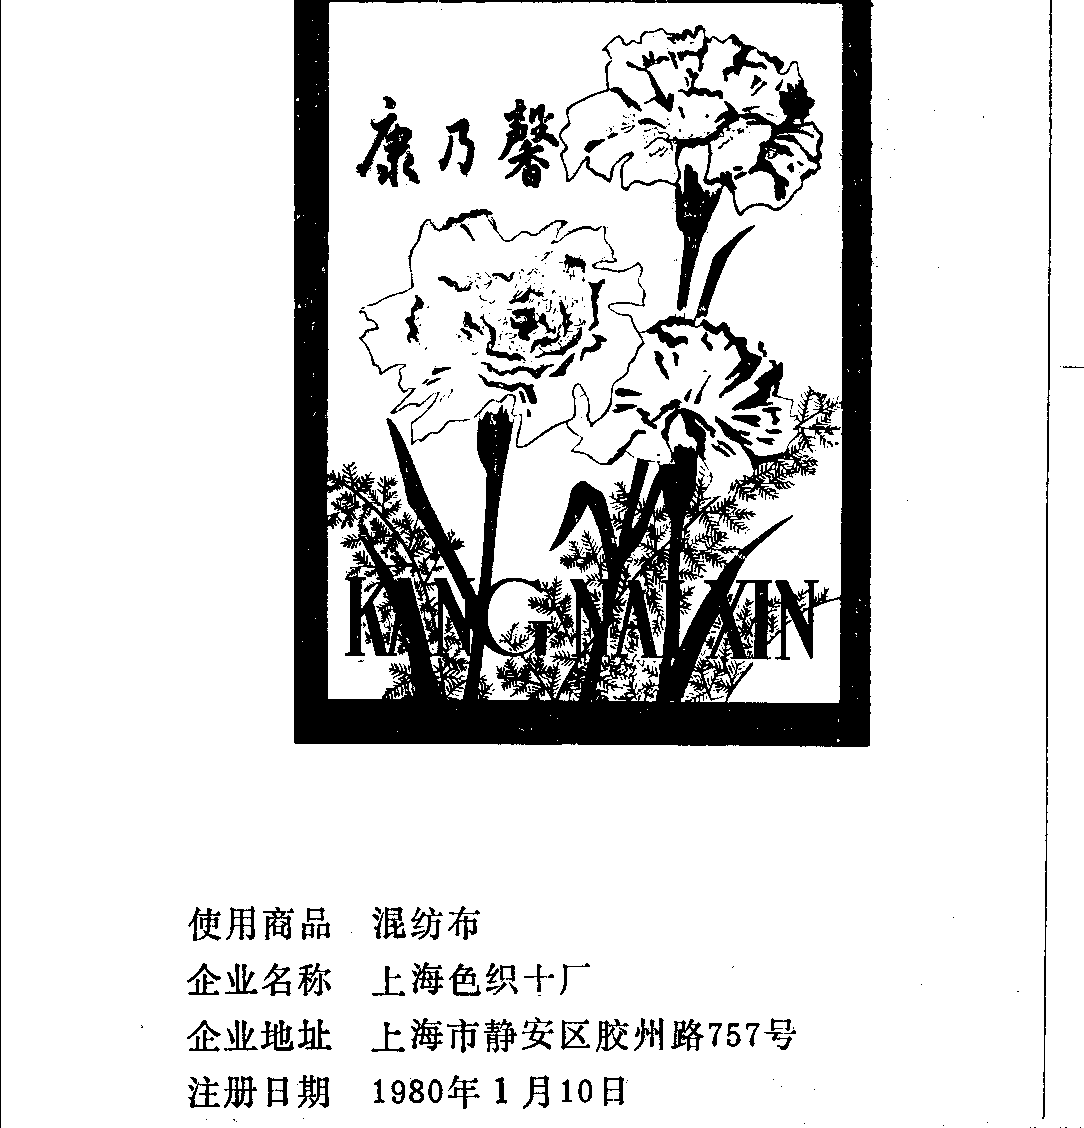 康乃馨
KANG NAI XIN
使用商品 混纺布
企业名称 上海色织十厂
企业地址 上海市静安区胶州路757号
注册日期 1980年1月10日